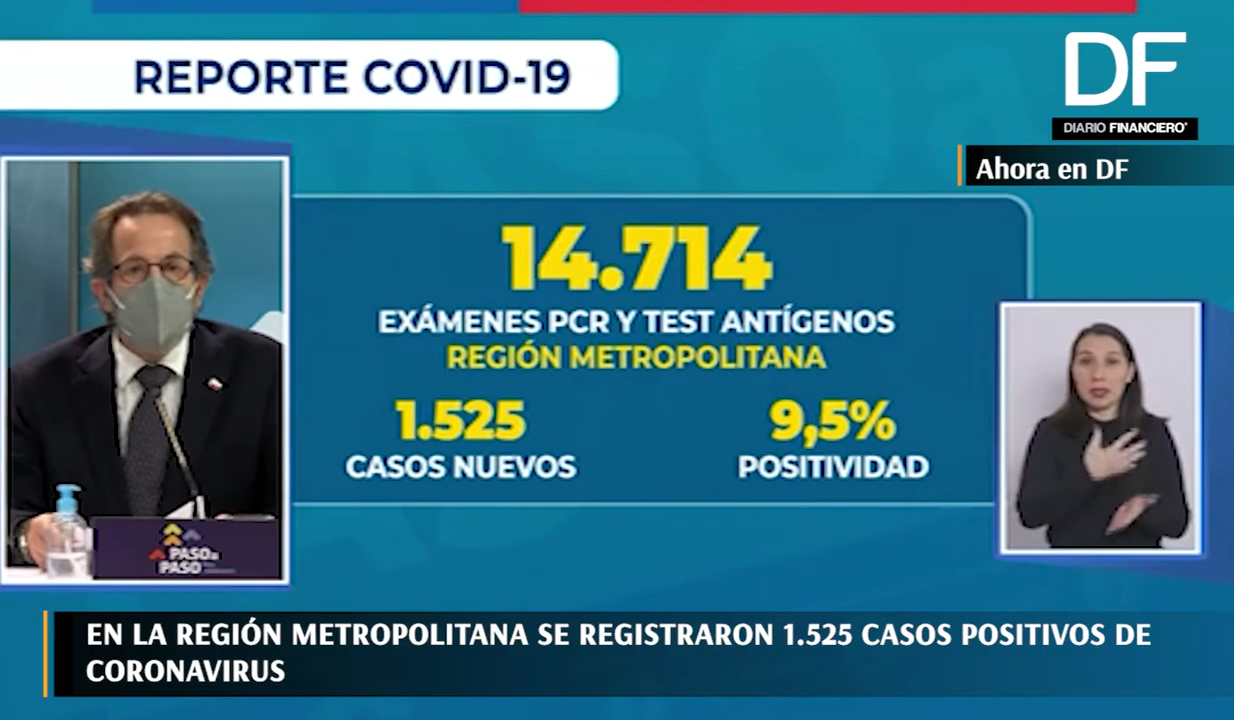 REPORTE COVID-19
DF
DIARIO FINANCIERO
Ahora en DF
14.714
EXÁMENES PCR Y TEST ANTÍGENOS
REGIÓN METROPOLITANA
1.525
CASOS NUEVOS
9,5%
POSITIVIDAD
PASO a
PASO
EN LA REGIÓN METROPOLITANA SE REGISTRARON 1.525 CASOS POSITIVOS DE
CORONAVIRUS